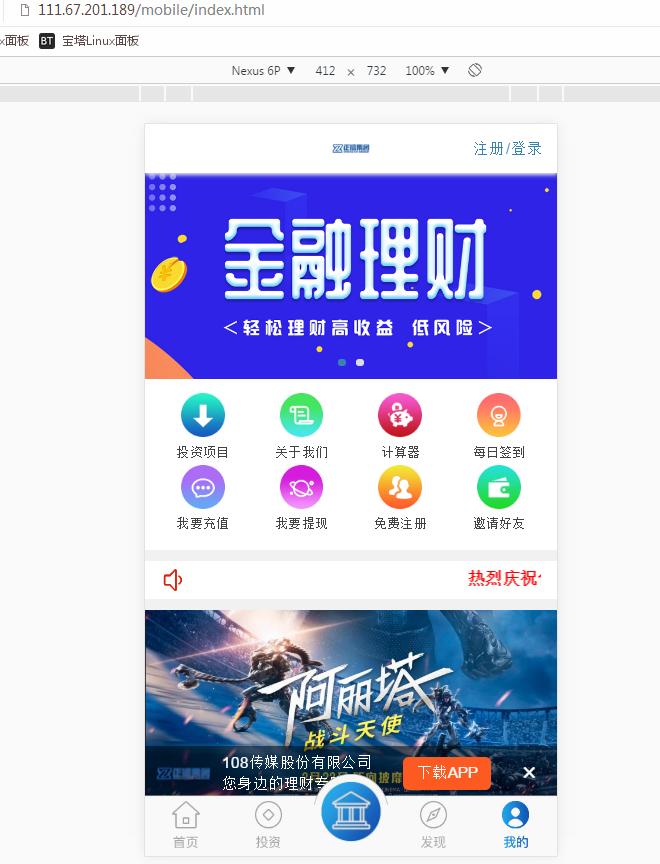 111.67.201.189/mobile/index.html
x面板 BT 宝塔Linux面板
Nexus 6P ▼ 412 × 732 100% ▼
正信集团 注册/登录
金融理财
<轻松理财高收益 低风险>
投资项目 关于我们 计算器 每日签到
我要充值 我要提现 免费注册 邀请好友
热烈庆祝
阿丽塔
战斗天使
108传媒股份有限公司
您身边的理财专
下载APP
首页 投资 发现 我的